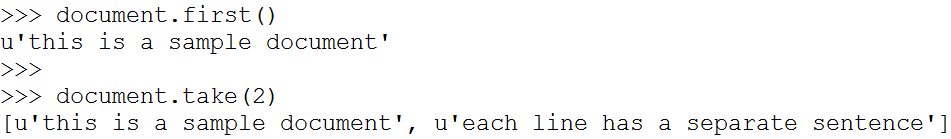 >>> document.first()
u'this is a sample document'
>>>
>>> document.take(2)
[u'this is a sample document', u'each line has a separate sentence']